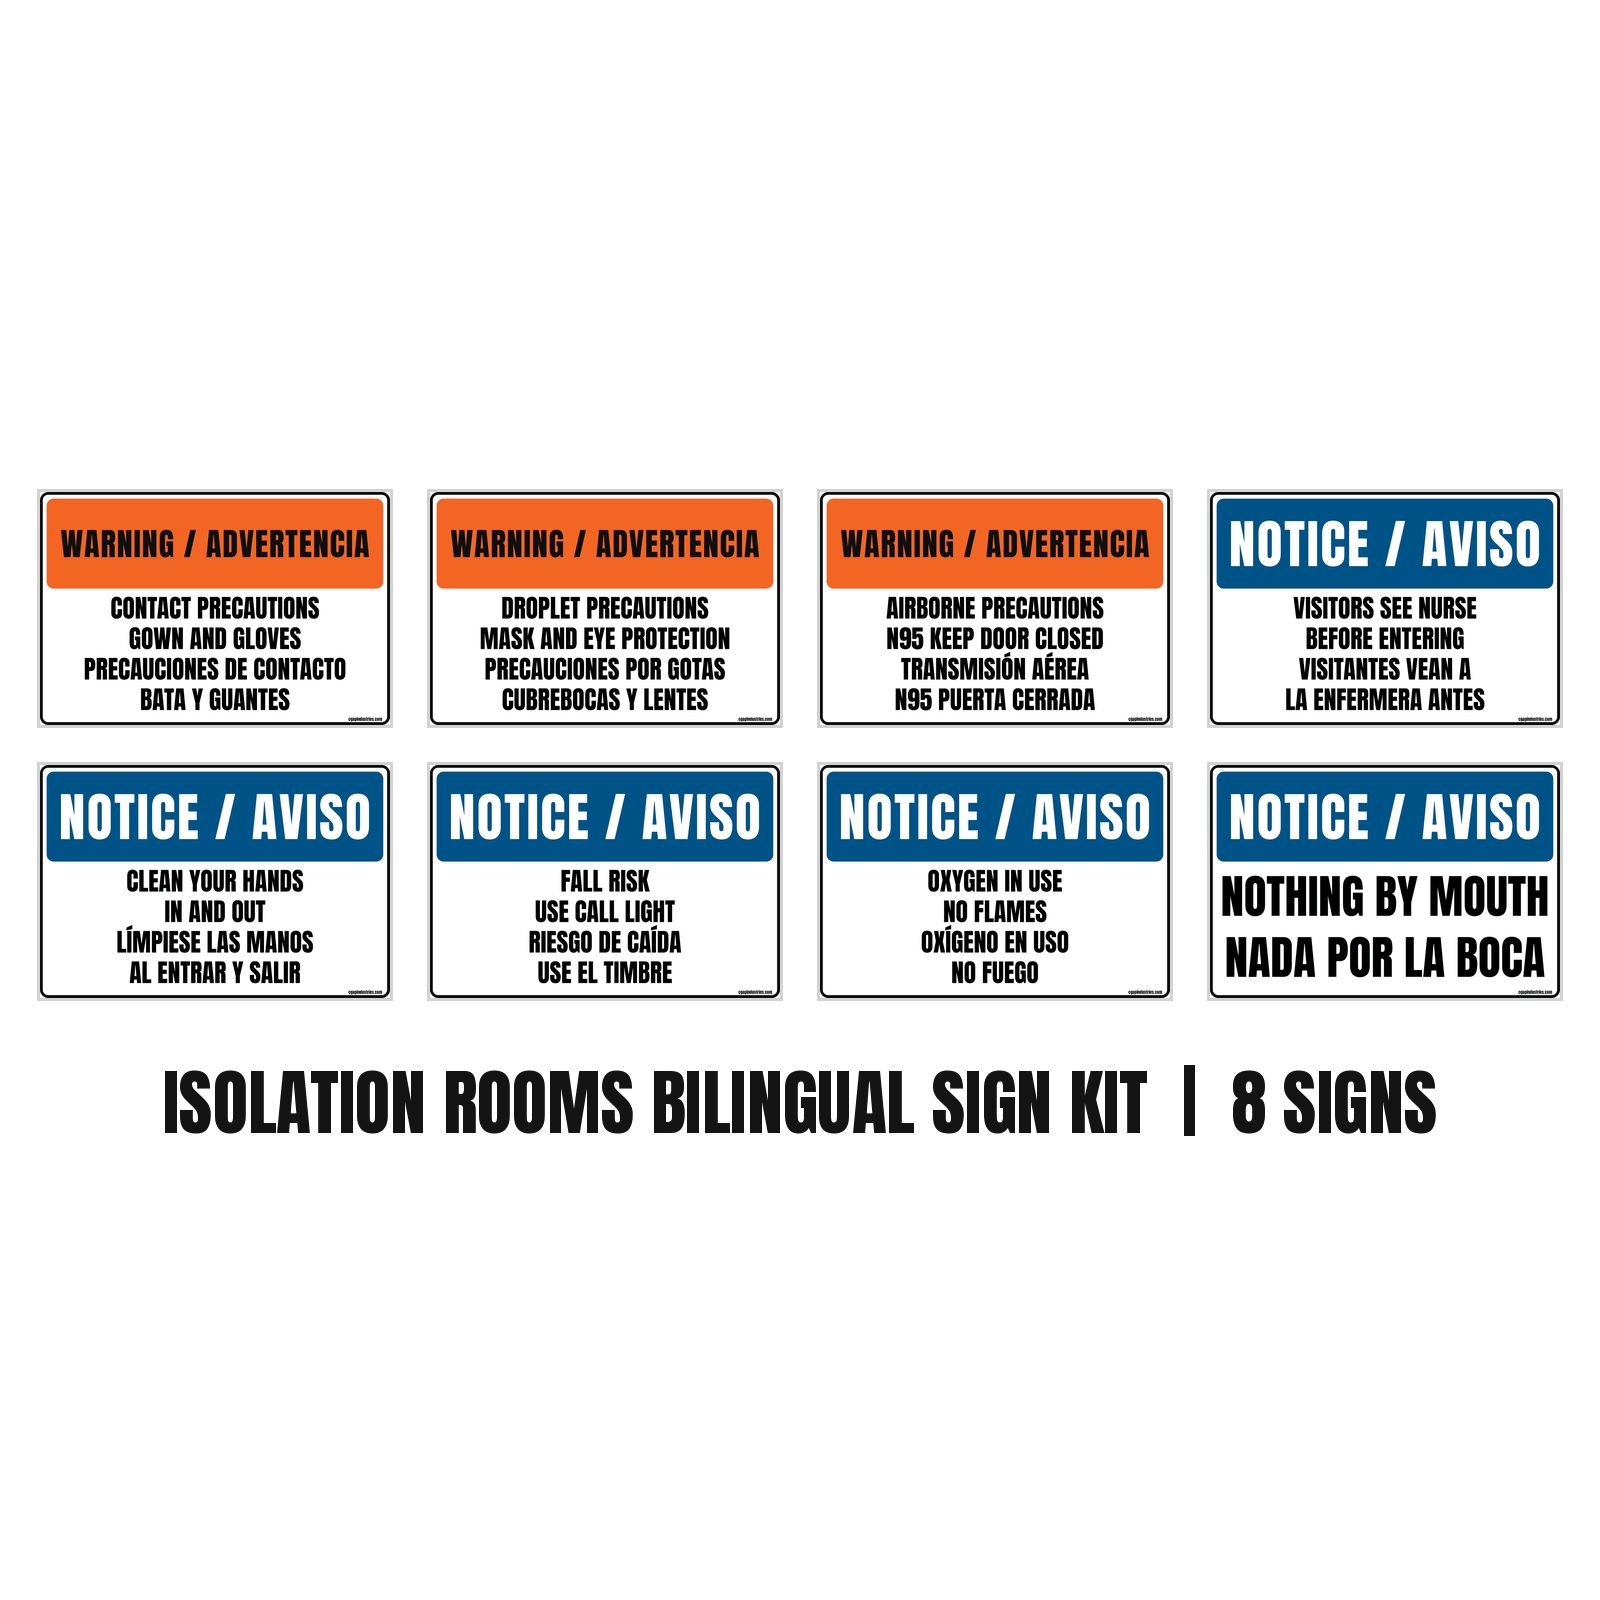 WARNING / ADVERTENCIA
CONTACT PRECAUTIONS
GOWN AND GLOVES
PRECAUCIONES DE CONTACTO
BATA Y GUANTES
WARNING / ADVERTENCIA
DROPLET PRECAUTIONS
MASK AND EYE PROTECTION
PRECAUCIONES POR GOTAS
CUBREBOCAS Y LENTES
WARNING / ADVERTENCIA
AIRBORNE PRECAUTIONS
N95 KEEP DOOR CLOSED
TRANSMISIÓN AÉREA
N95 PUERTA CERRADA
NOTICE / AVISO
VISITORS SEE NURSE
BEFORE ENTERING
VISITANTES VEAN A
LA ENFERMERA ANTES
NOTICE / AVISO
CLEAN YOUR HANDS
IN AND OUT
LÍMPIESE LAS MANOS
AL ENTRAR Y SALIR
NOTICE / AVISO
FALL RISK
USE CALL LIGHT
RIESGO DE CAÍDA
USE EL TIMBRE
NOTICE / AVISO
OXYGEN IN USE
NO FLAMES
OXÍGENO EN USO
NO FUEGO
NOTICE / AVISO
NOTHING BY MOUTH
NADA POR LA BOCA
ISOLATION ROOMS BILINGUAL SIGN KIT | 8 SIGNS